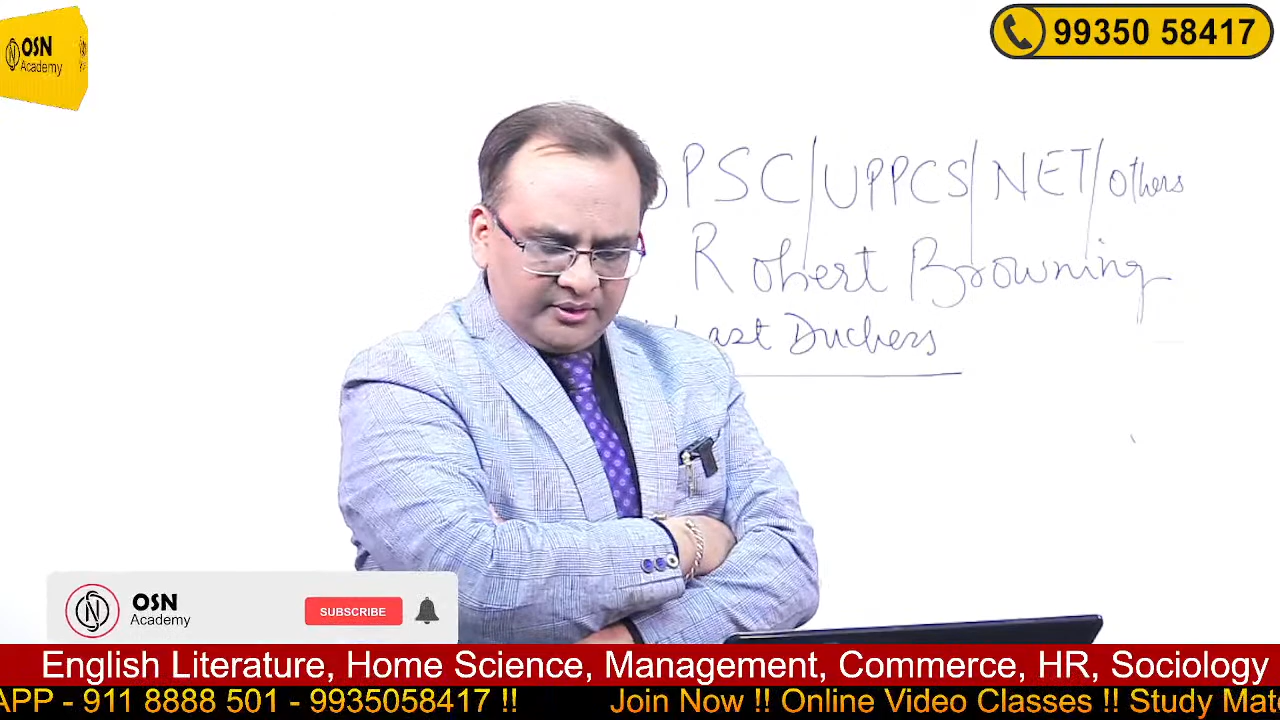 OSN
Academy
99350 58417
PSC/UPPCS/NET/Others
Robert Browning
Last Duchess
OSN
Academy
SUBSCRIBE
English Literature, Home Science, Management, Commerce, HR, Sociology
APP - 911 8888 501 - 9935058417 !! Join Now !! Online Video Classes !! Study Mat